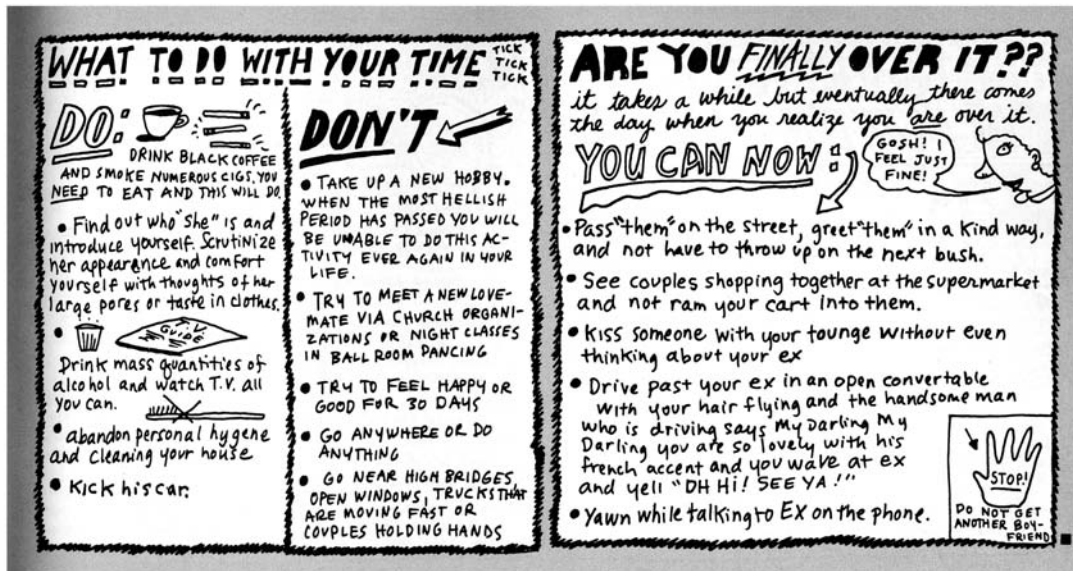 WHAT TO DO WITH YOUR TIME
TICK
TICK
TICK
DO:
DRINK BLACK COFFEE
AND SMOKE NUMEROUS CIGS, YOU
NEED TO EAT AND THIS WILL DO.
• Find out who "she" is and
introduce yourself. Scrutinize
her appearance and comfort
yourself with thoughts of her
large pores or taste in clothes.
•
T.V.
GUIDE
Drink mass quantities of
alcohol and watch T.V. all
you can.
• abandon personal hygene
and cleaning your house
• Kick his car.
DON'T
• TAKE UP A NEW HOBBY.
WHEN THE MOST HELLISH
PERIOD HAS PASSED YOU WILL
BE UNABLE TO DO THIS AC-
TIVITY EVER AGAIN IN YOUR
LIFE.
• TRY TO MEET A NEW LOVE-
MATE VIA CHURCH ORGANI-
ZATIONS OR NIGHT CLASSES
IN BALL ROOM DANCING
• TRY TO FEEL HAPPY OR
GOOD FOR 30 DAYS
• GO ANYWHERE OR DO
ANYTHING
• GO NEAR HIGH BRIDGES,
OPEN WINDOWS, TRUCKS THAT
ARE MOVING FAST OR
COUPLES HOLDING HANDS
ARE YOU FINALLY OVER IT??
it takes a while but eventually there comes
the day when you realize you are over it.
YOU CAN NOW:
GOSH! I
FEEL JUST
FINE!
• Pass "them" on the street, greet "them" in a kind way,
and not have to throw up on the next bush.
• See couples shopping together at the supermarket
and not ram your cart into them.
• Kiss someone with your tounge without even
thinking about your ex
• Drive past your ex in an open convertable
with your hair flying and the handsome man
who is driving says My Darling My
Darling you are so lovely with his
french accent and you wave at ex
and yell "OH Hi! SEE YA!"
• Yawn while talking to Ex on the phone.
STOP!
DO NOT GET
ANOTHER BOY-
FRIEND